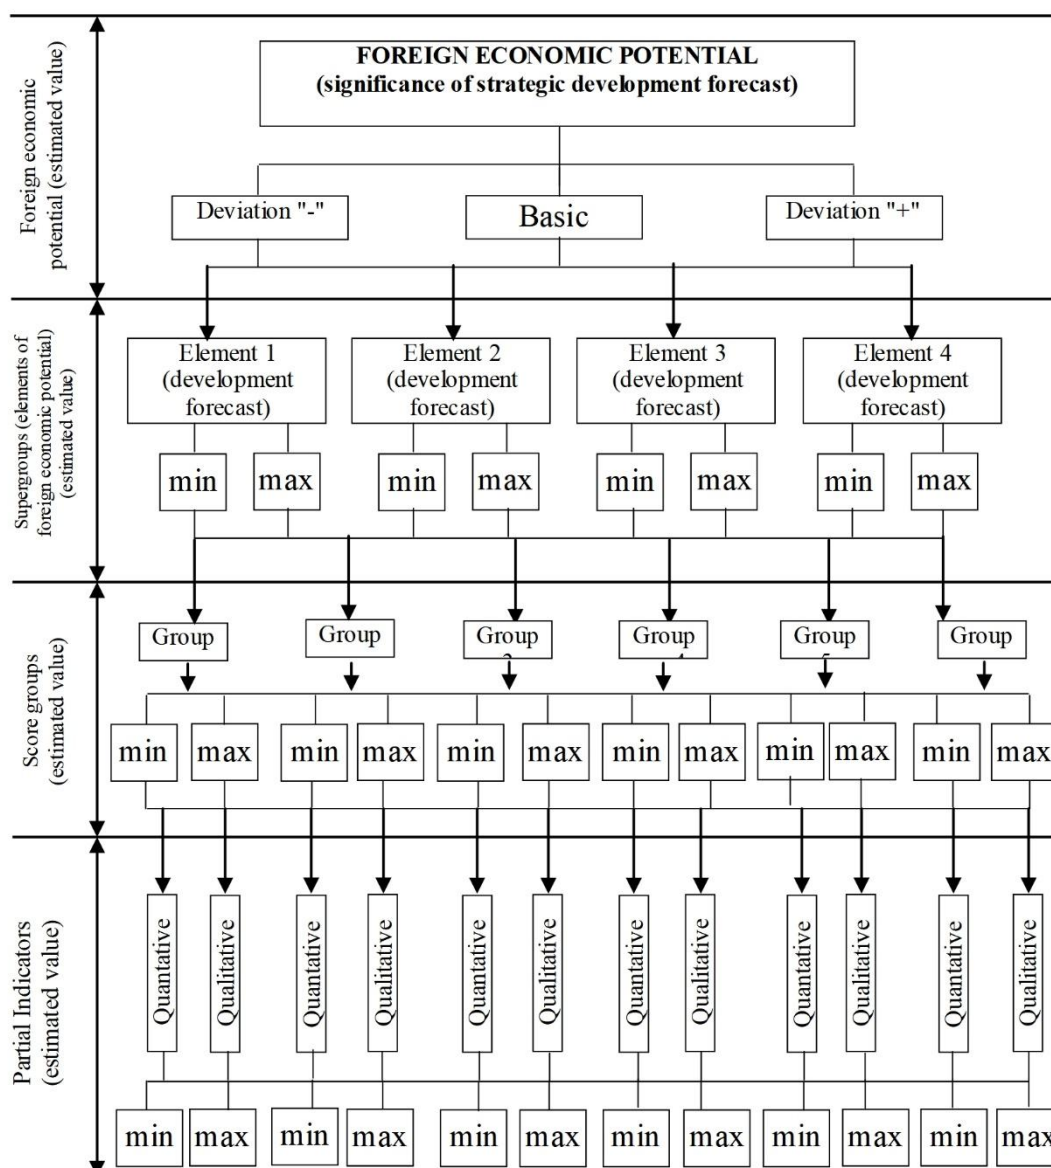 FOREIGN ECONOMIC POTENTIAL
(significance of strategic development forecast)
Foreign economic
potential (estimated value)
Deviation "-"
Basic
Deviation "+"
Supergroups (elements of
foreign economic potential)
(estimated value)
Element 1
(development
forecast)
Element 2
(development
forecast)
Element 3
(development
forecast)
Element 4
(development
forecast)
min
max
min
max
min
max
min
max
Score groups
(estimated value)
Group
Group
Group
Group
Group
Group
min
max
min
max
min
max
min
max
min
max
min
max
Partial Indicators
(estimated value)
Quantative
Qualitative
Quantative
Qualitative
Quantative
Qualitative
Quantative
Qualitative
Quantative
Qualitative
Quantative
Qualitative
min
max
min
max
min
max
min
max
min
max
min
max